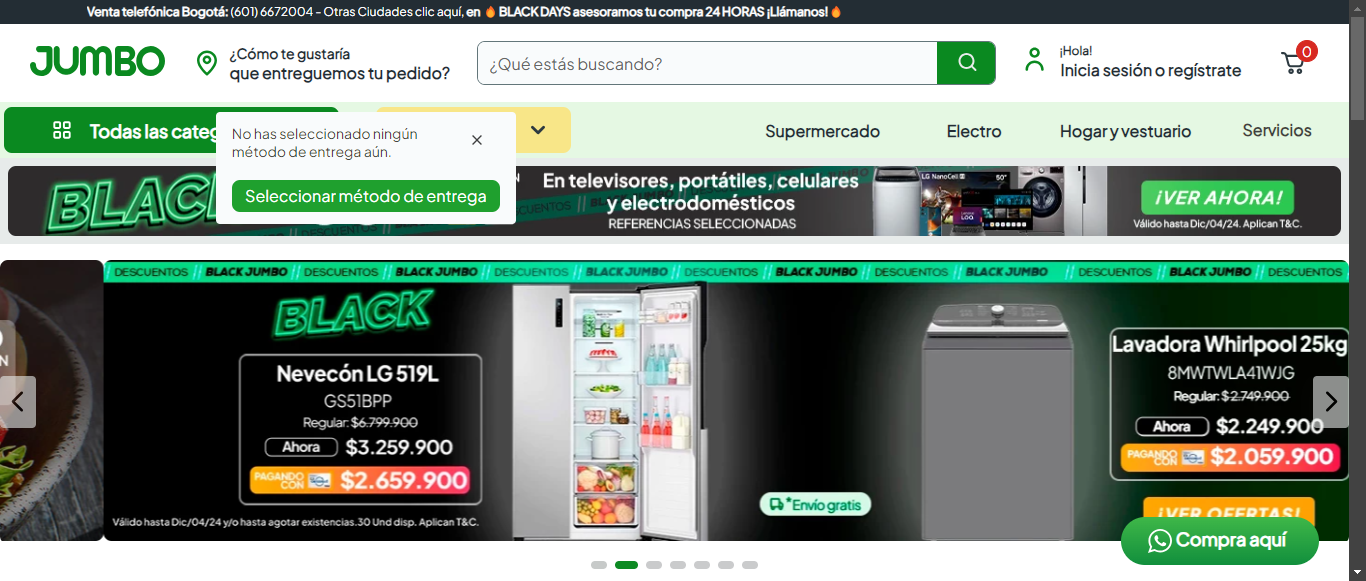 Venta telefónica Bogotá: (601) 6672004 - Otras Ciudades clic aquí, en 🔥 BLACK DAYS asesoramos tu compra 24 HORAS ¡Llámanos! 🔥
JUMBO
¿Cómo te gustaría
que entreguemos tu pedido?
¿Qué estás buscando?
¡Hola!
Inicia sesión o regístrate
0
Todas las categ
Supermercado
Electro
Hogar y vestuario
Servicios
No has seleccionado ningún
método de entrega aún.
Seleccionar método de entrega
BLACK
En televisores, portátiles, celulares
y electrodomésticos
REFERENCIAS SELECCIONADAS
LG NanoCell
50"
¡VER AHORA!
Válido hasta Dic/04/24. Aplican T&C.
DESCUENTOS // BLACK JUMBO // DESCUENTOS // BLACK JUMBO // DESCUENTOS // BLACK JUMBO // DESCUENTOS // BLACK JUMBO // DESCUENTOS // BLACK JUMBO // DESCUENTOS // BLACK JUMBO // DESCUENTOS
BLACK
Nevecón LG 519L
GS51BPP
Regular: $6.799.900
Ahora $3.259.900
PAGANDO CON $2.659.900
Válido hasta Dic/04/24 y/o hasta agotar existencias.30 Und disp. Aplican T&C.
*Envío gratis
Lavadora Whirlpool 25kg
8MWTWLA41WJG
Regular: $2.749.900
Ahora $2.249.900
PAGANDO CON $2.059.900
¡VER OFERTAS!
Compra aquí